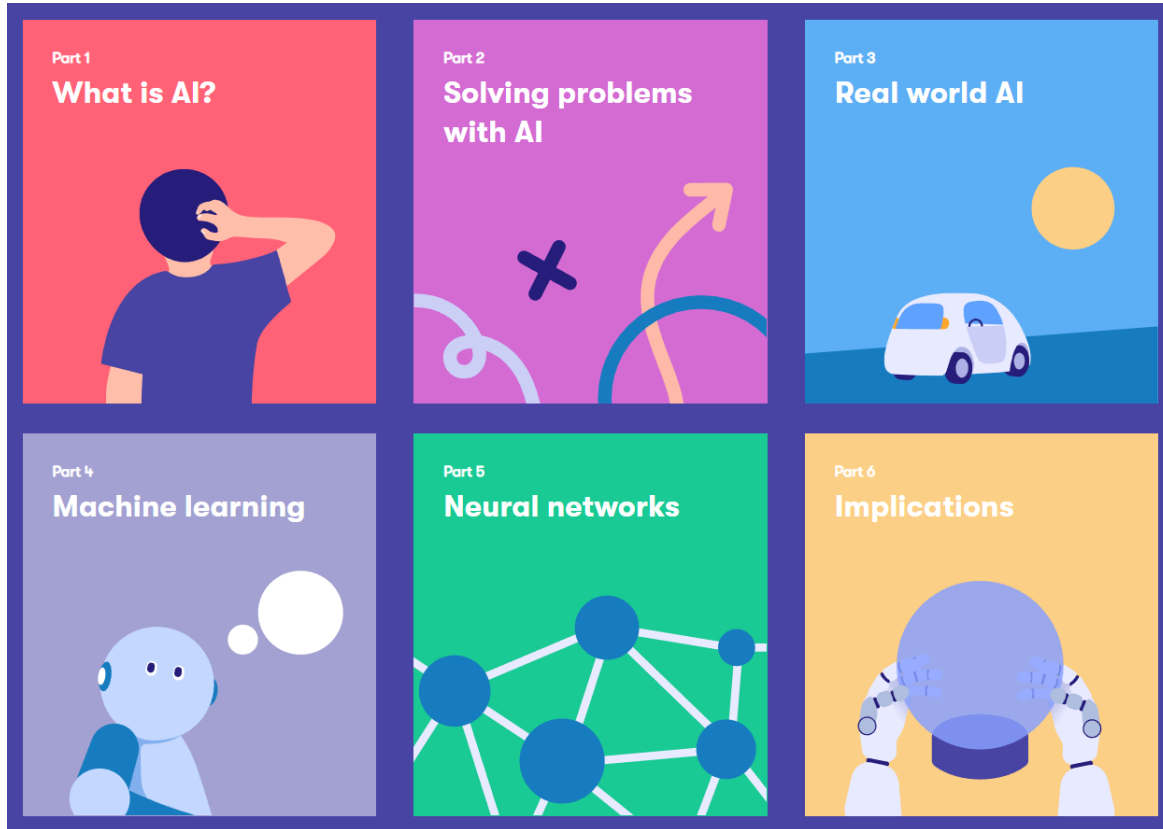 Part 1
What is AI?
Part 2
Solving problems
with AI
Part 3
Real world AI
Part 4
Machine learning
Part 5
Neural networks
Part 6
Implications